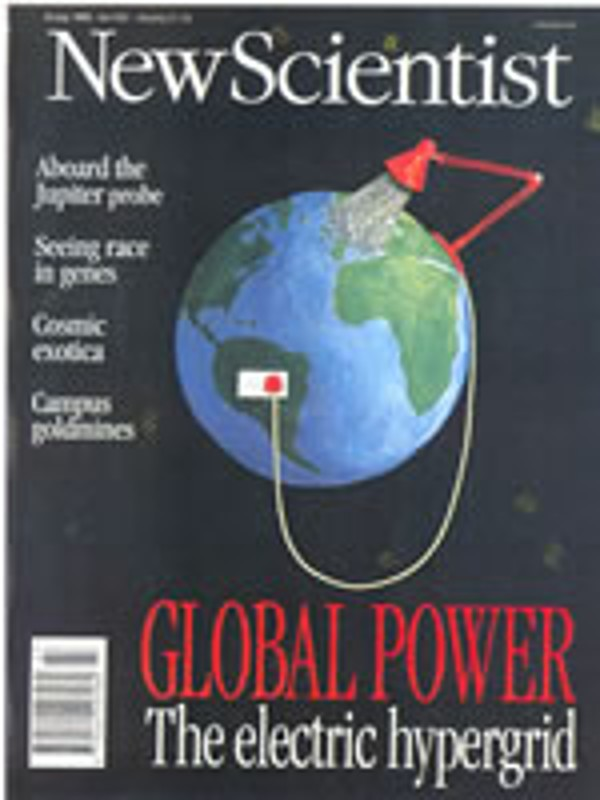 NewScientist
Aboard the
Jupiter probe
Seeing race
in genes
Cosmic
exotica
Campus
goldmines
GLOBAL POWER
The electric hypergrid